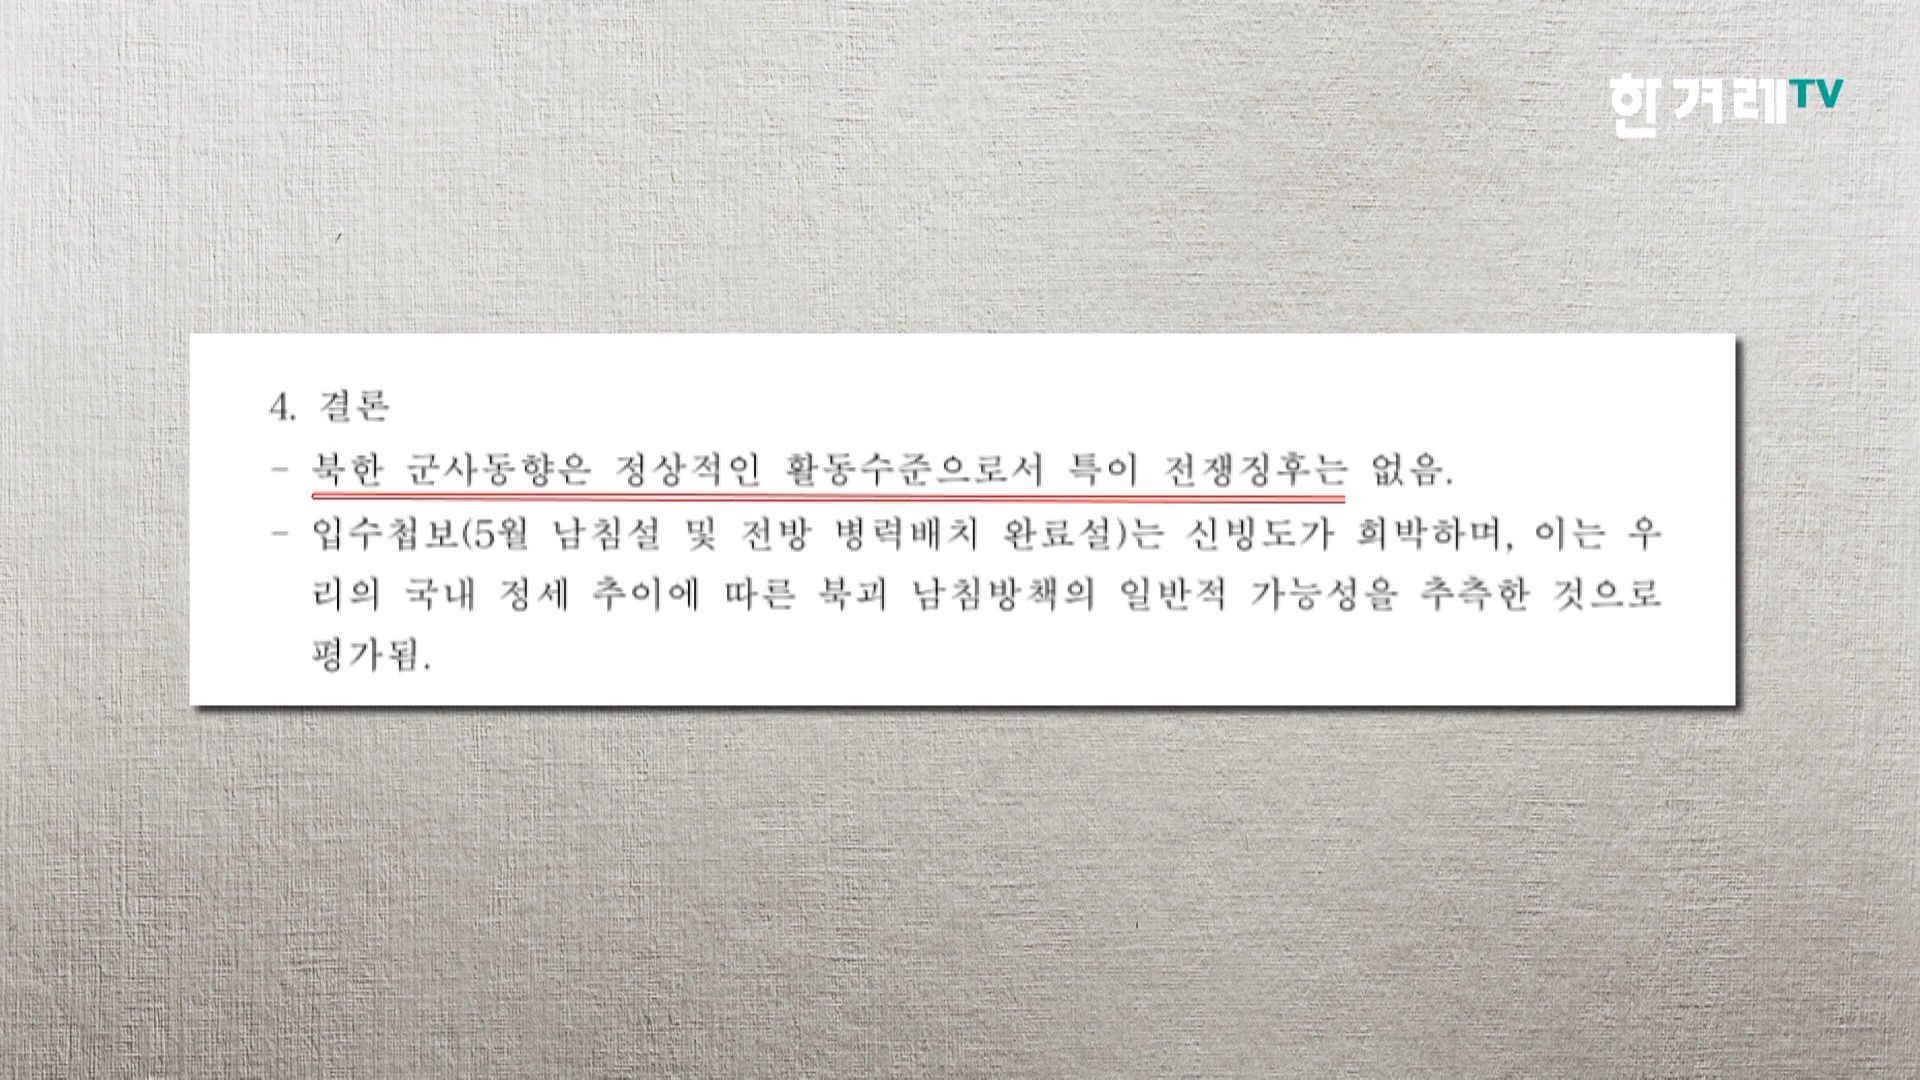 한겨레TV
4. 결론
- 북한 군사동향은 정상적인 활동수준으로서 특이 전쟁징후는 없음.
- 입수첩보(5월 남침설 및 전방 병력배치 완료설)는 신빙도가 희박하며, 이는 우
리의 국내 정세 추이에 따른 북괴 남침방책의 일반적 가능성을 추측한 것으로
평가됨.